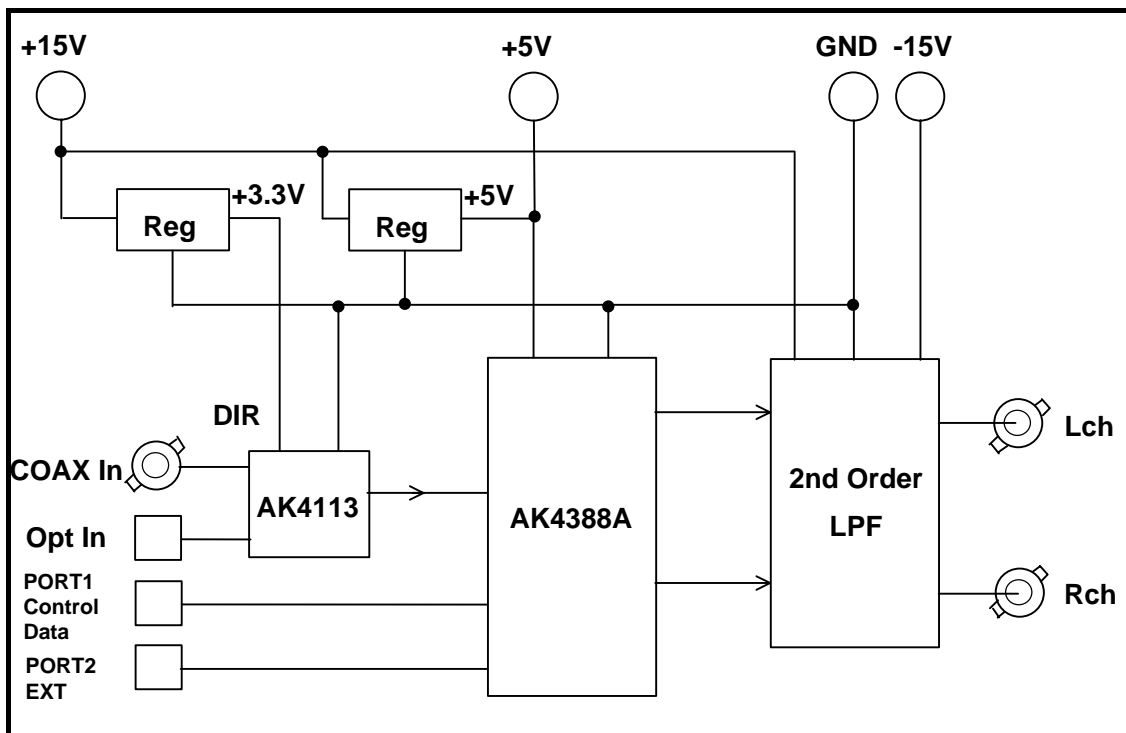 +15V
+5V
GND
-15V
+3.3V
Reg
+5V
Reg
DIR
COAX In
AK4113
Opt In
PORT1
Control
Data
PORT2
EXT
AK4388A
2nd Order
LPF
Lch
Rch